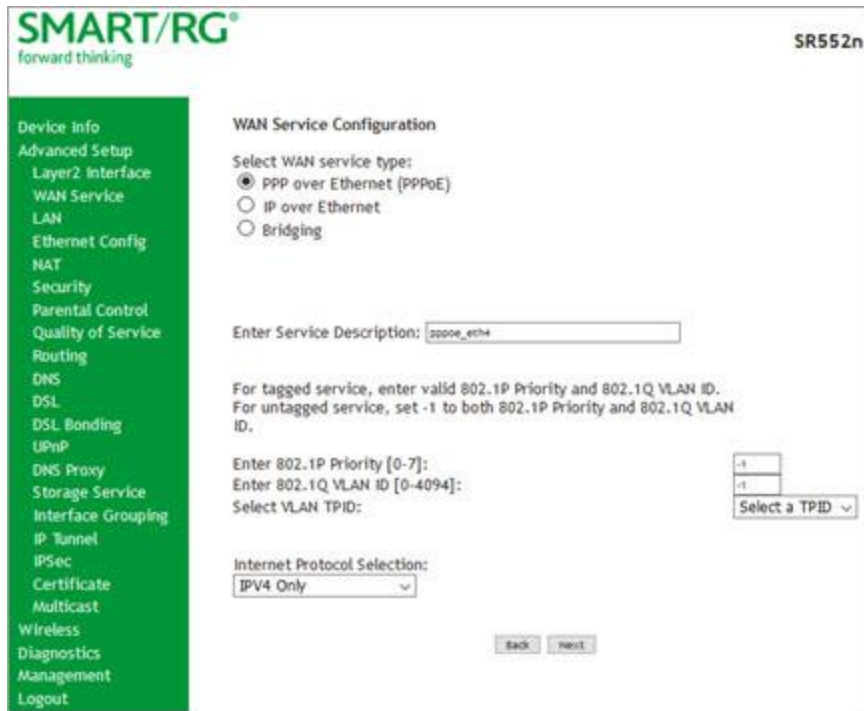 SMART/RG®
forward thinking
SR552n
Device Info
Advanced Setup
Layer2 Interface
WAN Service
LAN
Ethernet Config
NAT
Security
Parental Control
Quality of Service
Routing
DNS
DSL
DSL Bonding
UPnP
DNS Proxy
Storage Service
Interface Grouping
IP Tunnel
IPSec
Certificate
Multicast
Wireless
Diagnostics
Management
Logout
WAN Service Configuration
Select WAN service type:
PPP over Ethernet (PPPoE)
IP over Ethernet
Bridging
Enter Service Description: pppoe_eth4
For tagged service, enter valid 802.1P Priority and 802.1Q VLAN ID.
For untagged service, set -1 to both 802.1P Priority and 802.1Q VLAN
ID.
Enter 802.1P Priority [0-7]: -1
Enter 802.1Q VLAN ID [0-4094]: -1
Select VLAN TPID: Select a TPID
Internet Protocol Selection:
IPV4 Only
Back Next